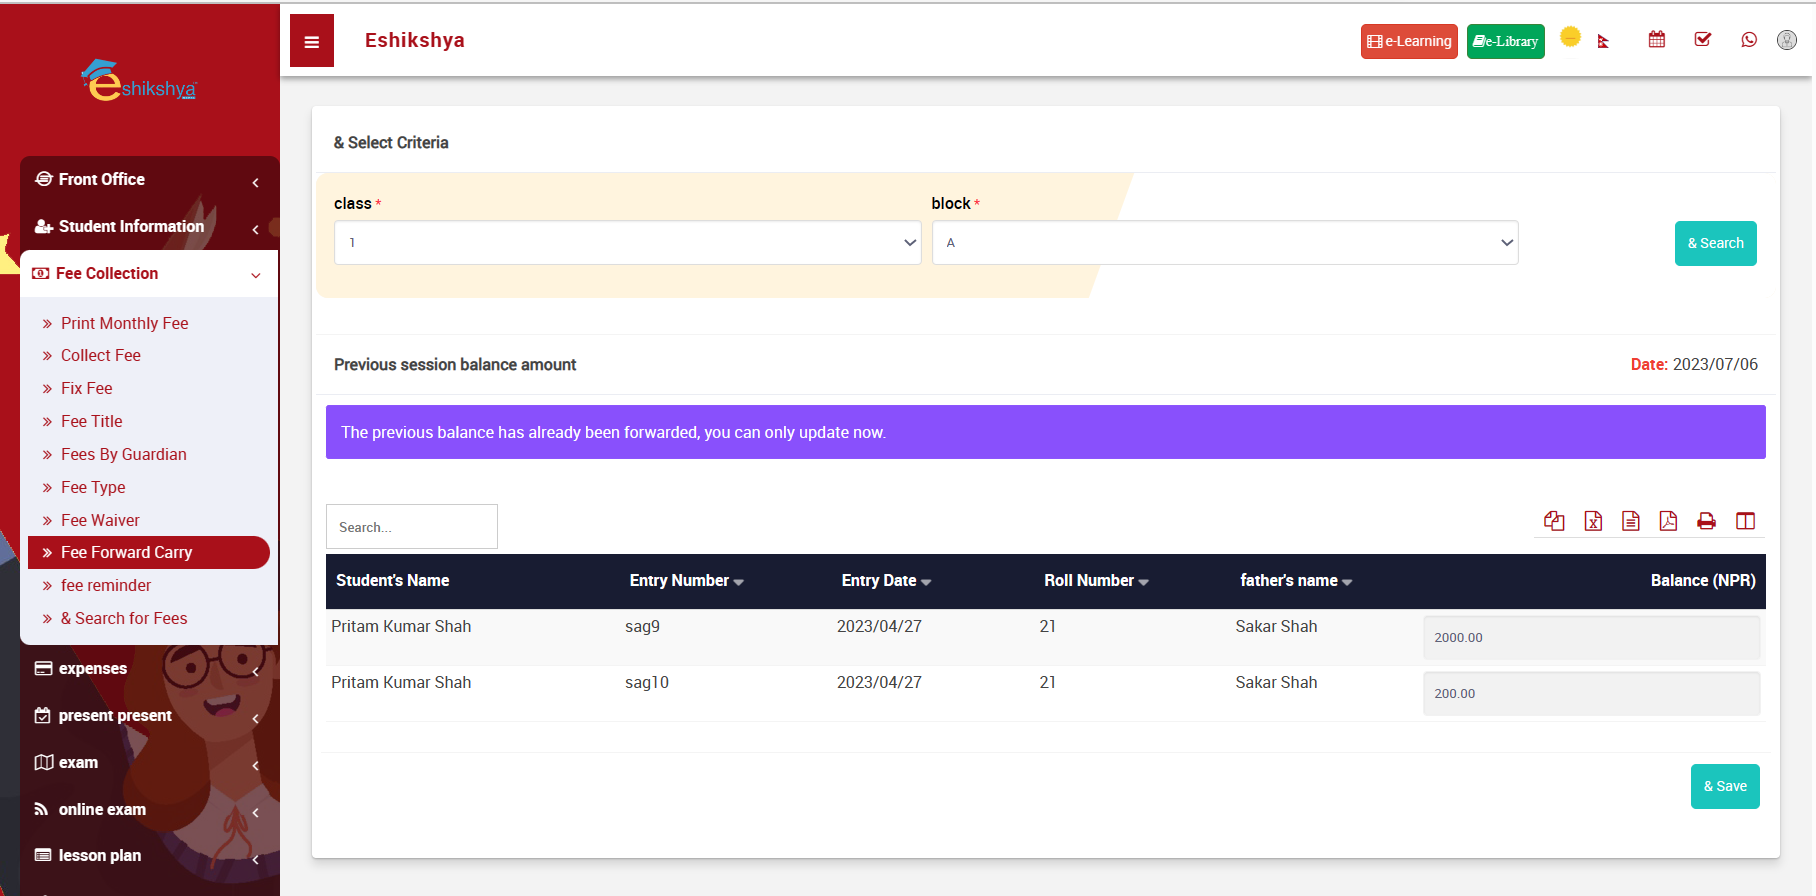 eshikshya
Eshikshya
e-Learning
e-Library
Front Office
Student Information
Fee Collection
Print Monthly Fee
Collect Fee
Fix Fee
Fee Title
Fees By Guardian
Fee Type
Fee Waiver
Fee Forward Carry
fee reminder
& Search for Fees
expenses
present present
exam
online exam
lesson plan
& Select Criteria
class *
block *
1
A
& Search
Previous session balance amount
Date: 2023/07/06
The previous balance has already been forwarded, you can only update now.
Search...
Student's Name Entry Number Entry Date Roll Number father's name Balance (NPR)
Pritam Kumar Shah sag9 2023/04/27 21 Sakar Shah 2000.00
Pritam Kumar Shah sag10 2023/04/27 21 Sakar Shah 200.00
& Save